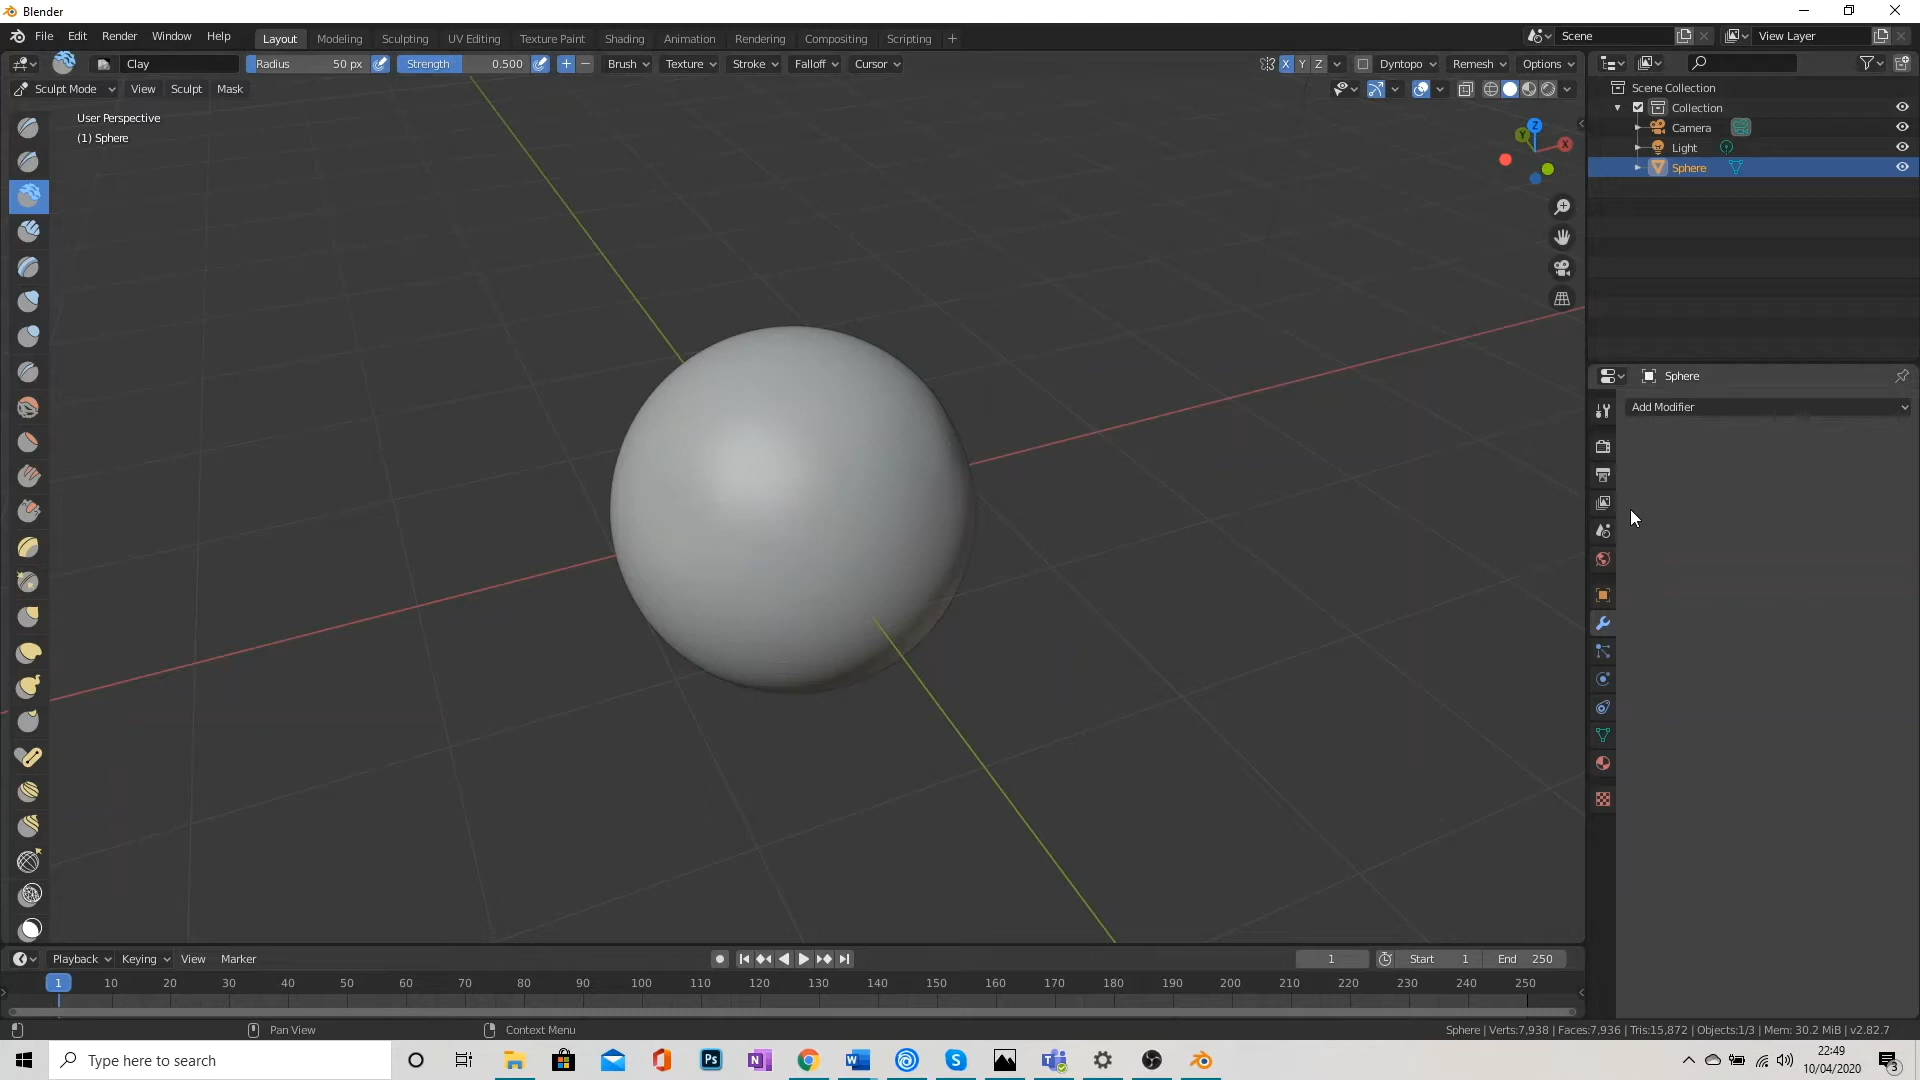 Blender
File Edit Render Window Help Layout Modeling Sculpting UV Editing Texture Paint Shading Animation Rendering Compositing Scripting Scene View Layer
Clay Radius 50 px Strength 0.500 Brush Texture Stroke Falloff Cursor X Y Z Dyntopo Remesh Options
Sculpt Mode View Sculpt Mask
Scene Collection
Collection
Camera
Light
Sphere
User Perspective
(1) Sphere
Z
Y
X
Sphere
Add Modifier
Playback Keying View Marker 1 Start 1 End 250
1 10 20 30 40 50 60 70 80 90 100 110 120 130 140 150 160 170 180 190 200 210 220 230 240 250
Pan View Context Menu Sphere | Verts:7,938 | Faces:7,936 | Tris:15,872 | Objects:1/3 | Mem: 30.2 MiB | v2.82.7
Type here to search
Ps
N
W
S
22:49
10/04/2020
3